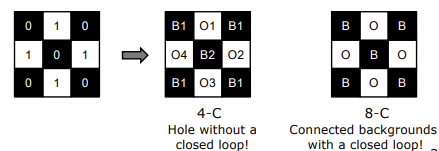 0 1 0
1 0 1
0 1 0
B1 O1 B1
O4 B2 O2
B1 O3 B1
4-C
Hole without a
closed loop!
B O B
O B O
B O B
8-C
Connected backgrounds
with a closed loop!